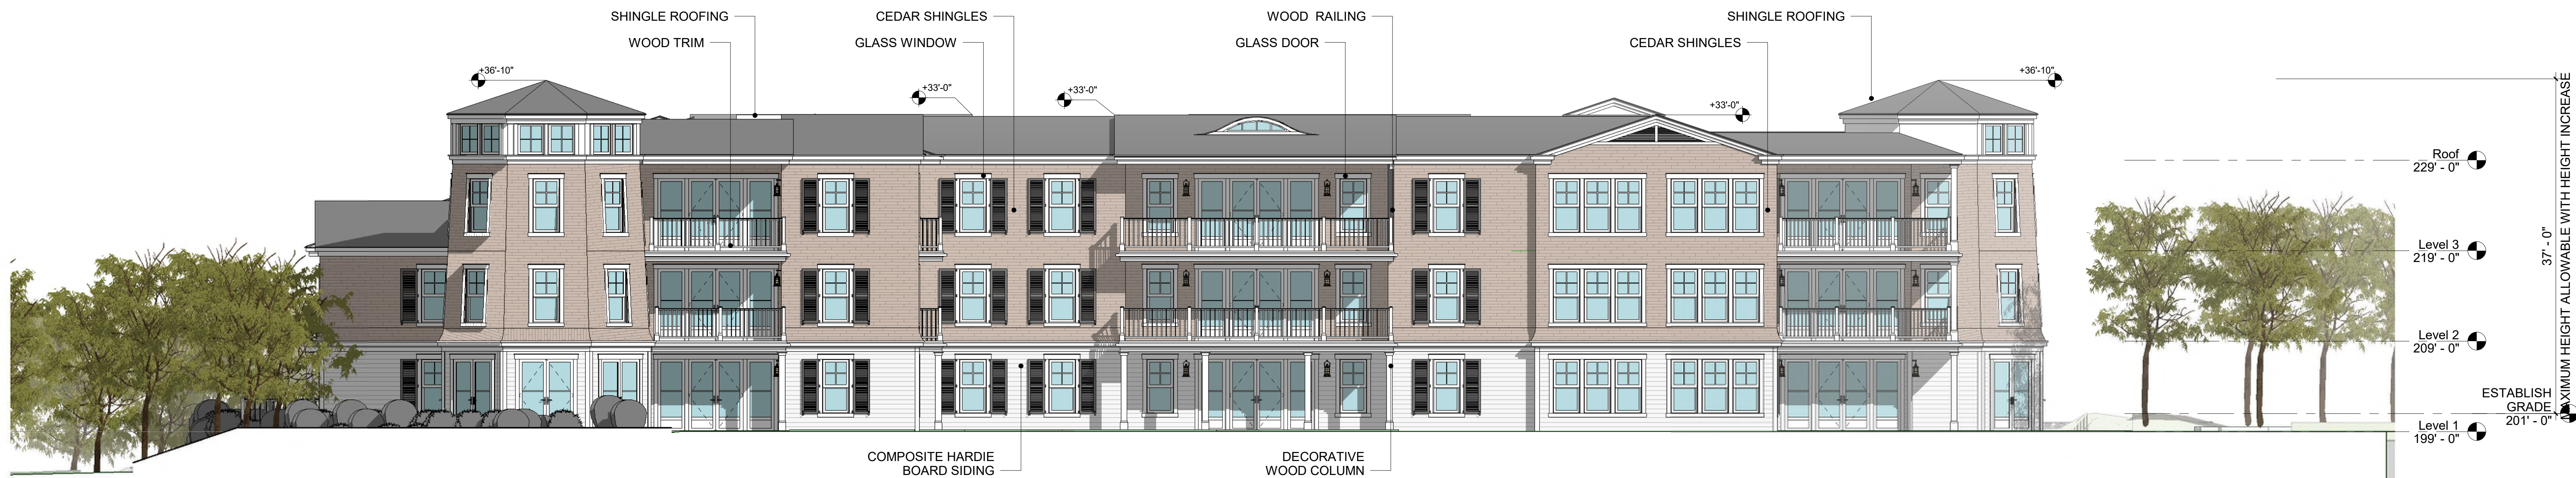 SHINGLE ROOFING
CEDAR SHINGLES
WOOD RAILING
SHINGLE ROOFING
WOOD TRIM
GLASS WINDOW
GLASS DOOR
CEDAR SHINGLES
+36'-10"
+33'-0"
+33'-0"
+33'-0"
+36'-10"
Roof
229' - 0"
Level 3
219' - 0"
Level 2
209' - 0"
ESTABLISH
GRADE
201' - 0"
Level 1
199' - 0"
37' - 0"
MAXIMUM HEIGHT ALLOWABLE WITH HEIGHT INCREASE
COMPOSITE HARDIE
BOARD SIDING
DECORATIVE
WOOD COLUMN